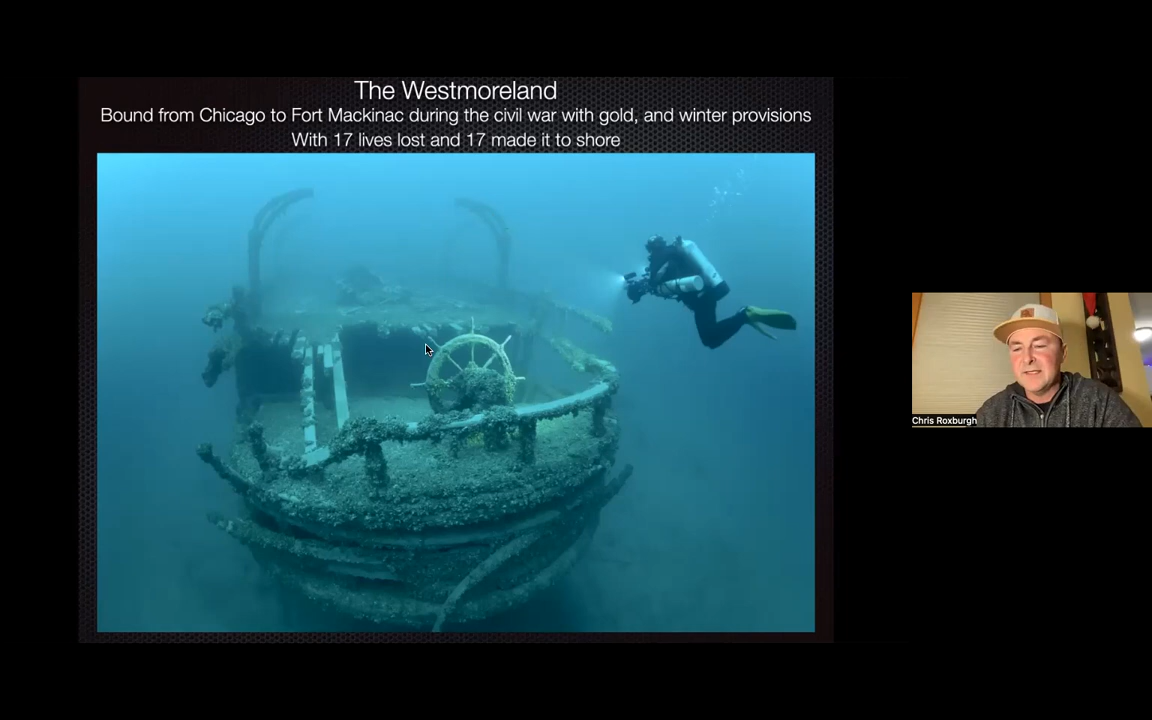 The Westmoreland
Bound from Chicago to Fort Mackinac during the civil war with gold, and winter provisions
With 17 lives lost and 17 made it to shore
Chris Roxburgh